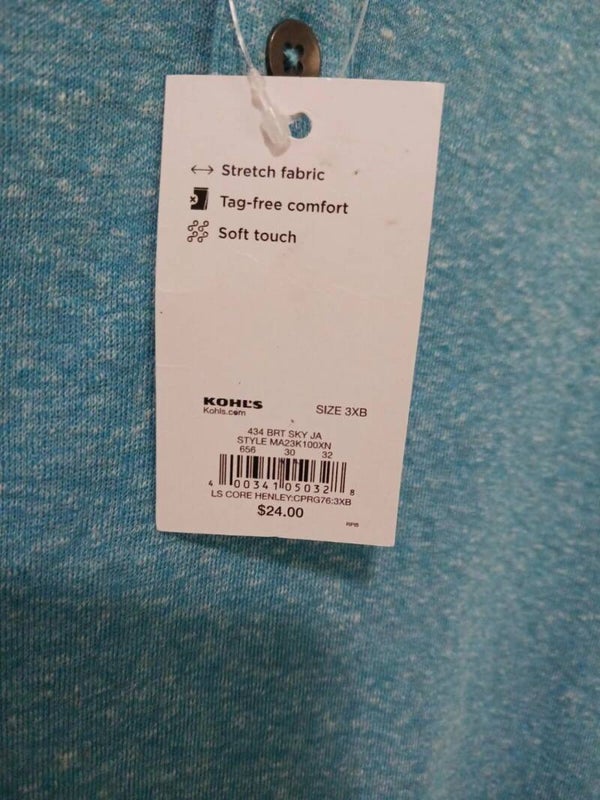 Stretch fabric
Tag-free comfort
Soft touch
KOHL'S
Kohls.com
SIZE 3XB
434 BRT SKY JA
STYLE MA23K100XN
656 30 32
4 00341 05032 8
LS CORE HENLEY:CPRG76:3XB
$24.00